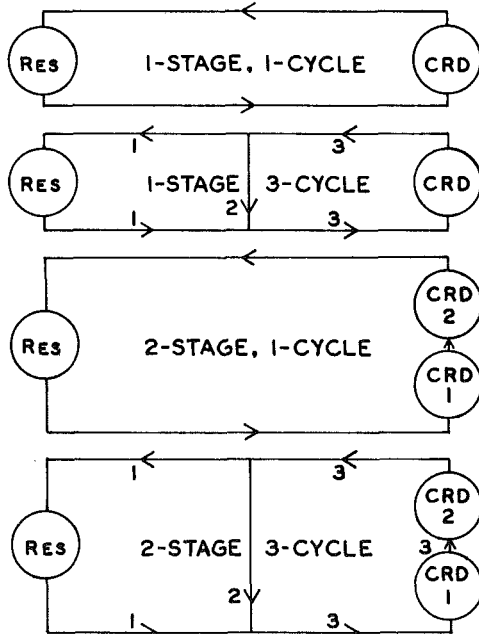 RES 1-STAGE, 1-CYCLE CRD
1 3
RES 1-STAGE 3-CYCLE CRD
2
1 3
CRD
2
RES 2-STAGE, 1-CYCLE
CRD
1
1 3
CRD
2
RES 2-STAGE 3-CYCLE 3
CRD
1
2
1 3